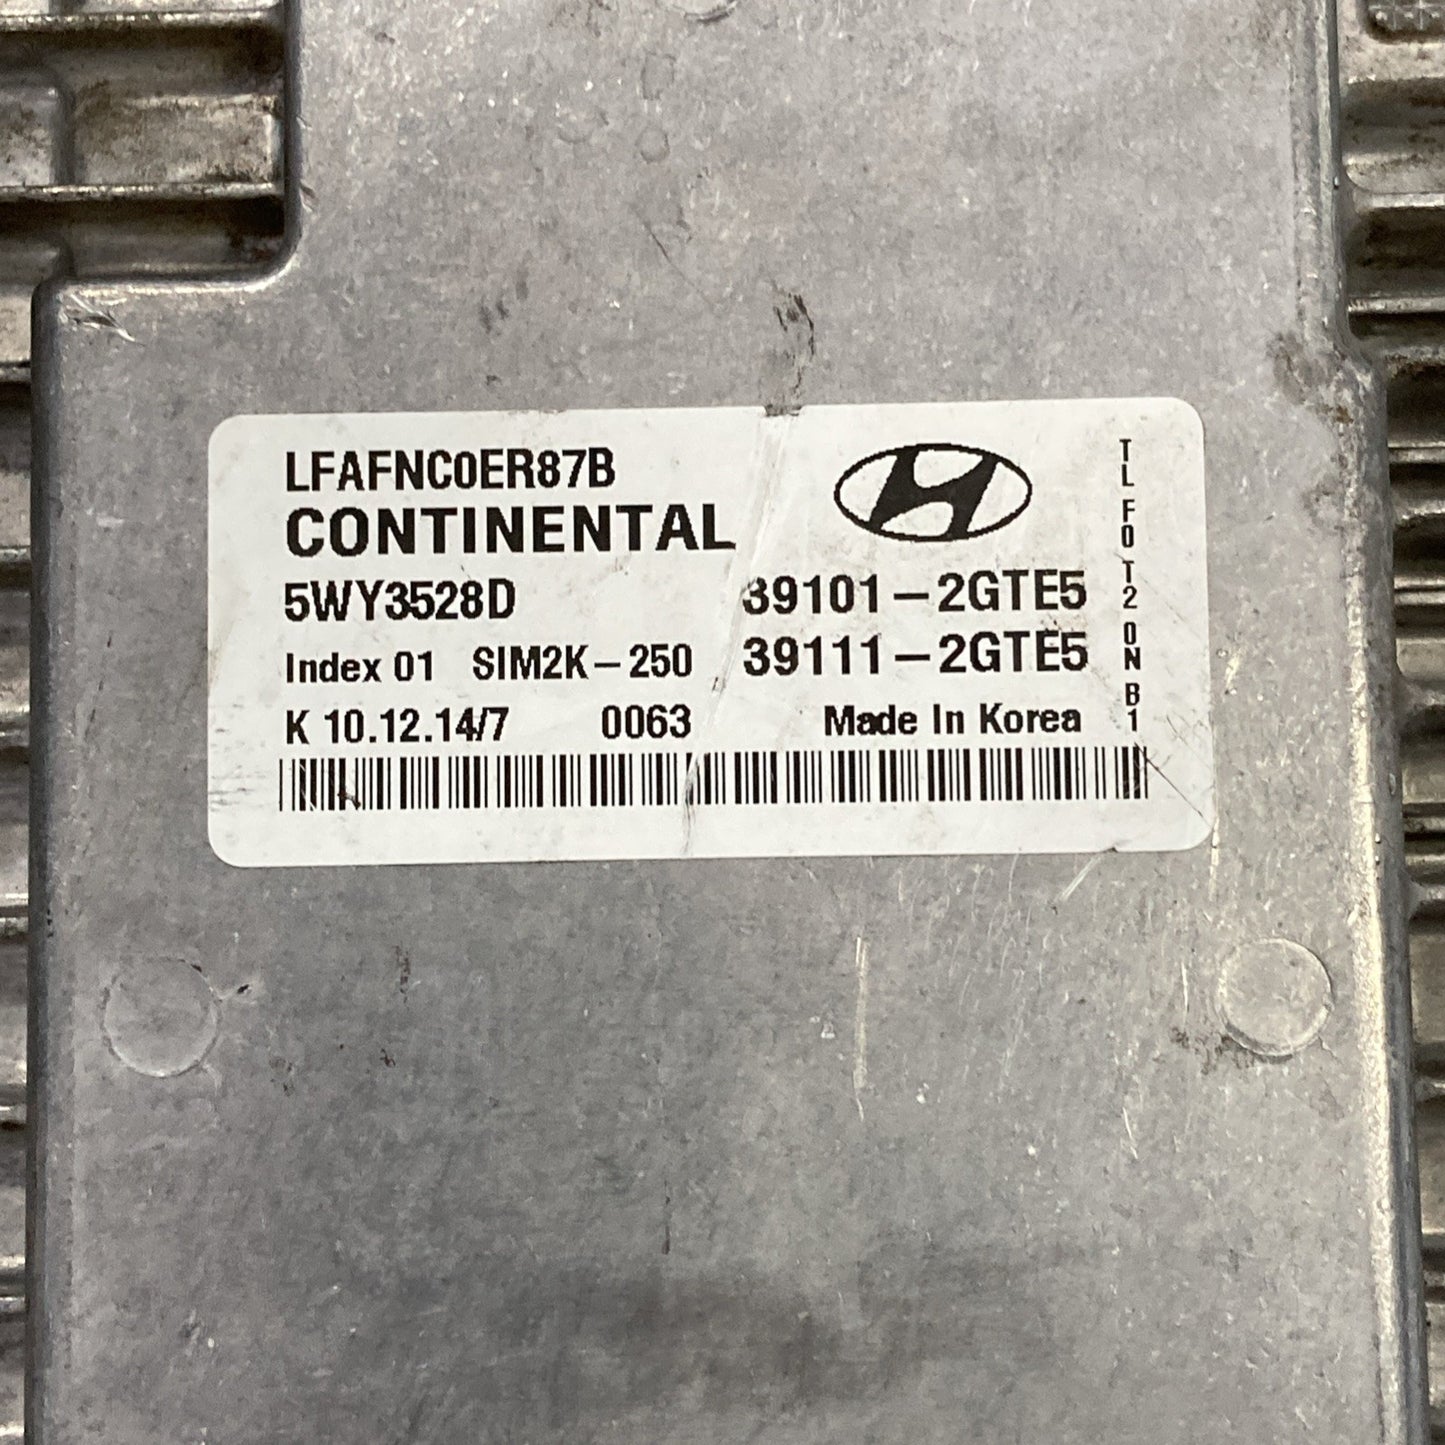 LFAFNC0ER87B
CONTINENTAL
5WY3528D 39101-2GTE5
Index 01 SIM2K-250 39111-2GTE5
K 10.12.14/7 0063 Made In Korea
TL F0 T2 0N B1